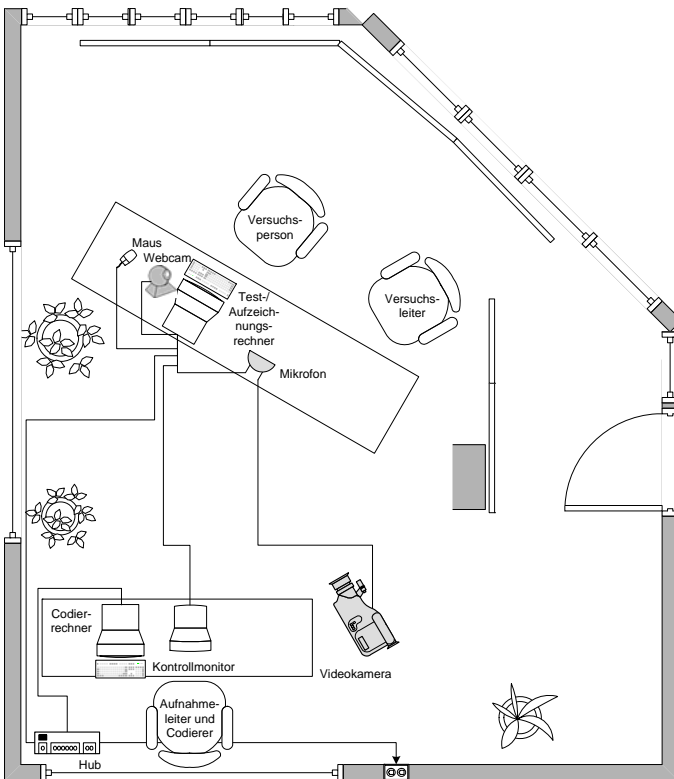 Versuchs-
person
Maus
Webcam
Versuchs-
leiter
Test-/
Aufzeich-
nungs-
rechner
Mikrofon
Codier-
rechner
Kontrollmonitor
Videokamera
Aufnahme-
leiter und
Codierer
Hub